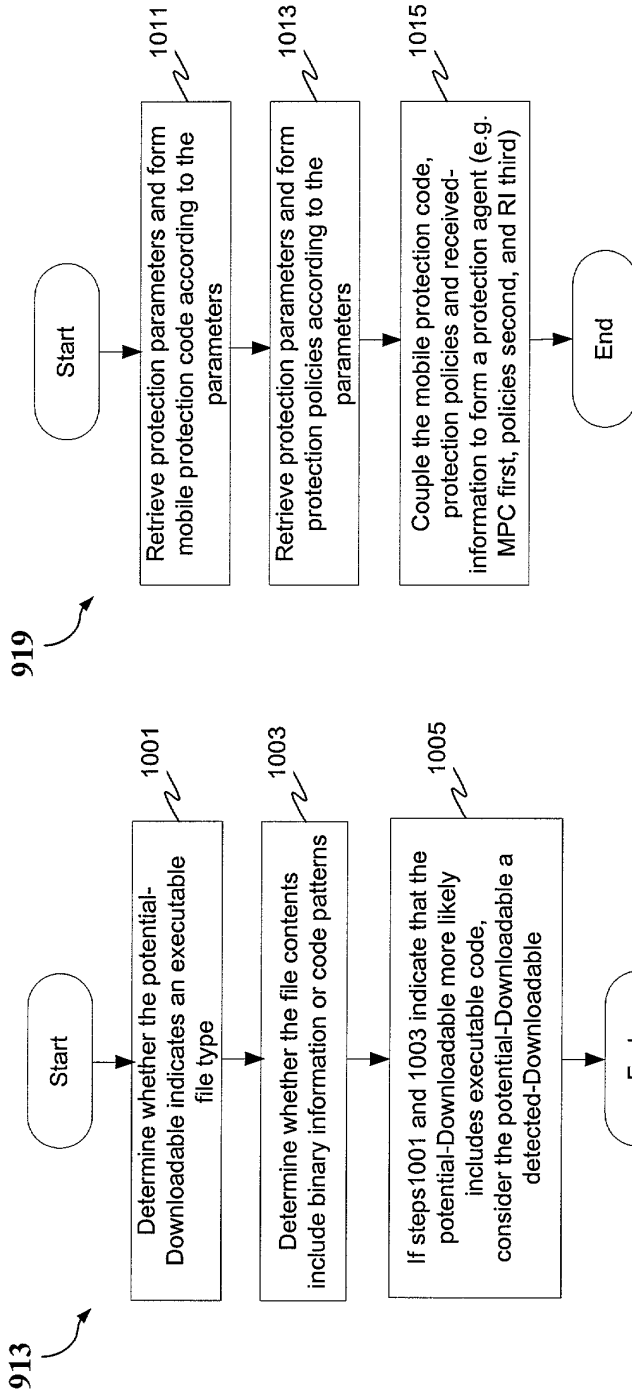 913
Start
Determine whether the potential-
Downloadable indicates an executable
file type
1001
Determine whether the file contents
include binary information or code patterns
1003
If steps1001 and 1003 indicate that the
potential-Downloadable more likely
includes executable code,
consider the potential-Downloadable a
detected-Downloadable
1005
919
Start
Retrieve protection parameters and form
mobile protection code according to the
parameters
1011
Retrieve protection parameters and form
protection policies according to the
parameters
1013
Couple the mobile protection code,
protection policies and received-
information to form a protection agent (e.g.
MPC first, policies second, and RI third)
1015
End